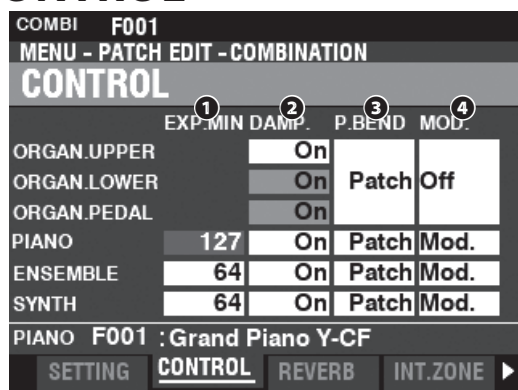 COMBI F001
MENU - PATCH EDIT -COMBINATION
CONTROL
1 2 3 4
EXP.MIN DAMP. P.BEND MOD.
ORGAN.UPPER On
ORGAN.LOWER On Patch Off
ORGAN.PEDAL On
PIANO 127 On Patch Mod.
ENSEMBLE 64 On Patch Mod.
SYNTH 64 On Patch Mod.
PIANO F001 :Grand Piano Y-CF
SETTING CONTROL REVERB INT.ZONE